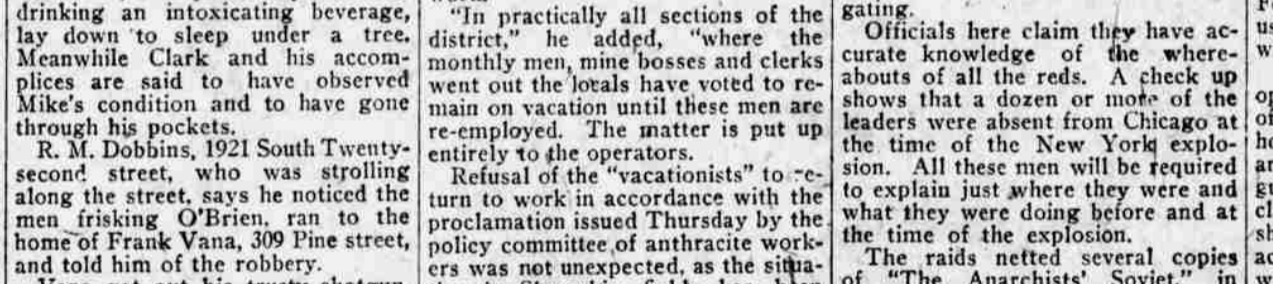 drinking an intoxicating beverage,
lay down to sleep under a tree.
Meanwhile Clark and his accom-
plices are said to have observed
Mike's condition and to have gone
through his pockets.
R. M. Dobbins, 1921 South Twenty-
second street, who was strolling
along the street, says he noticed the
men frisking O'Brien, ran to the
home of Frank Vana, 309 Pine street,
and told him of the robbery.
"In practically all sections of the
district," he added, "where the
monthly men, mine bosses and clerks
went out the locals have voted to re-
main on vacation until these men are
re-employed. The matter is put up
entirely to the operators.
Refusal of the "vacationists" to re-
turn to work in accordance with the
proclamation issued Thursday by the
policy committee of anthracite work-
ers was not unexpected, as the situa-
gating.
Officials here claim they have ac-
curate knowledge of the where-
abouts of all the reds. A check up
shows that a dozen or more of the
leaders were absent from Chicago at
the time of the New York explo-
sion. All these men will be required
to explain just where they were and
what they were doing before and at
the time of the explosion.
The raids netted several copies
of "The Anarchists' Soviet," in